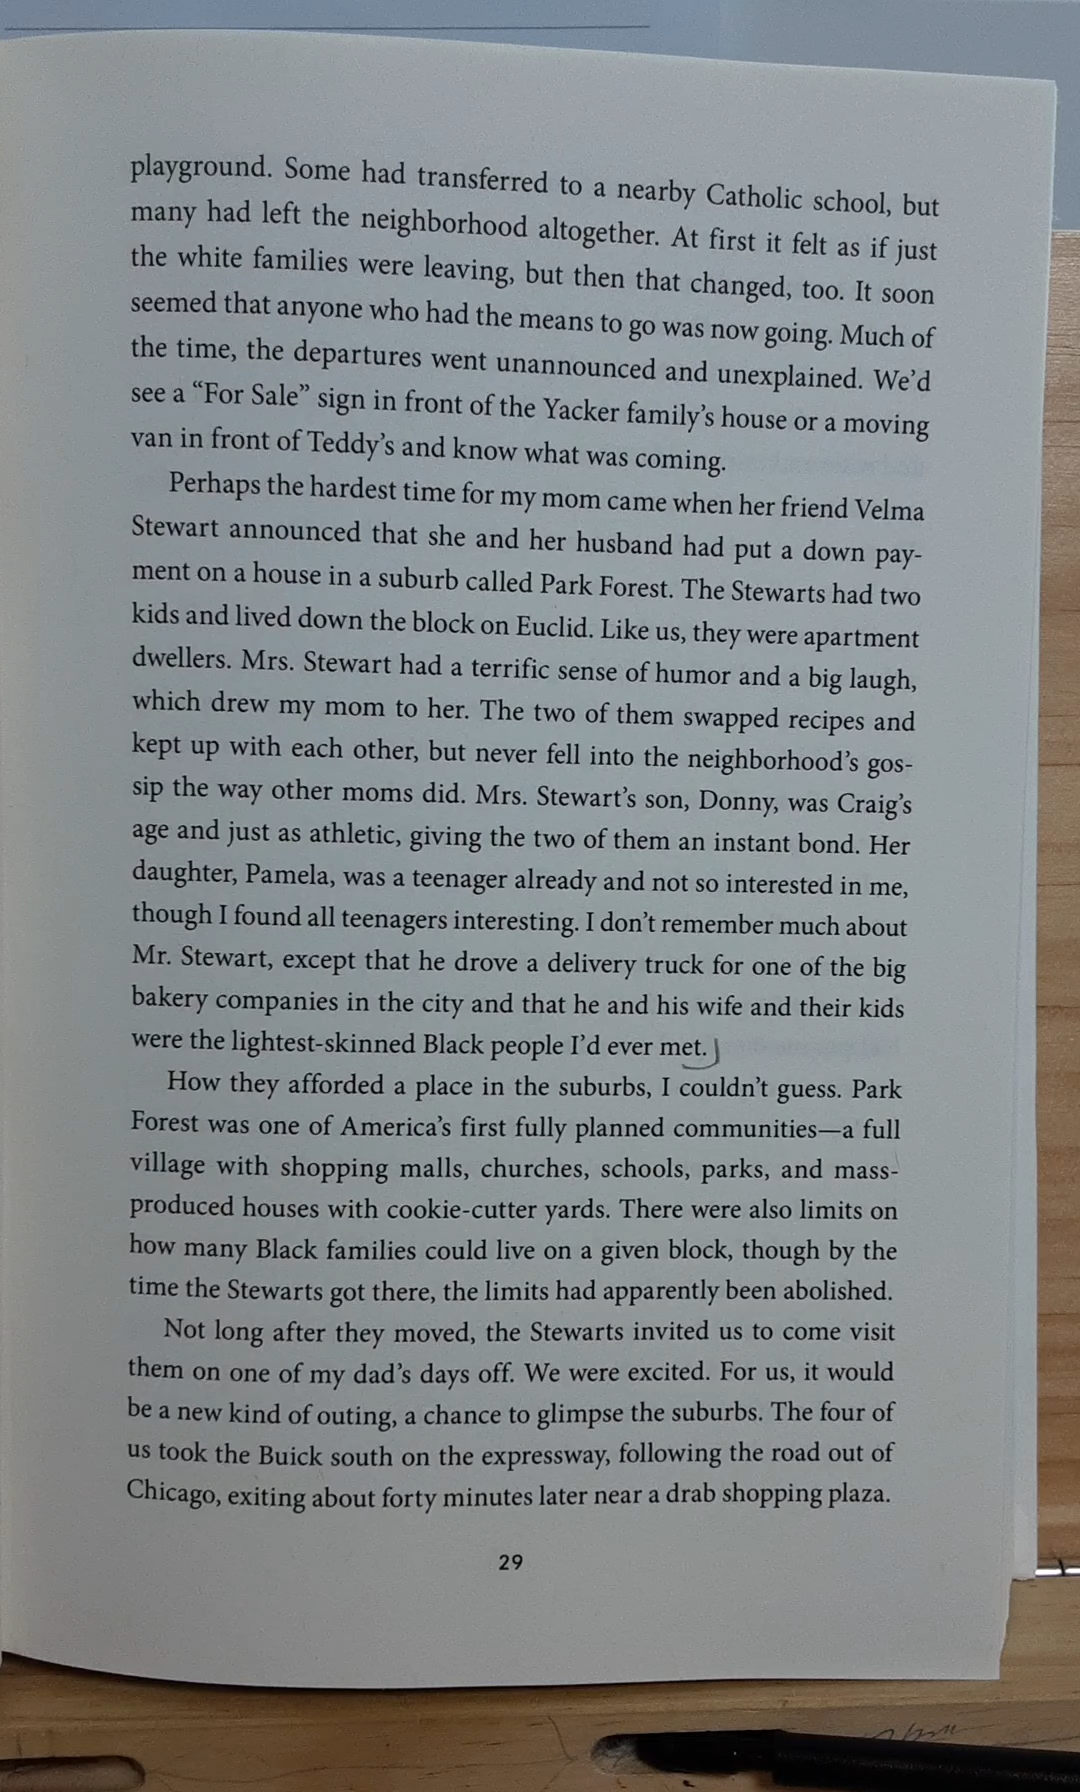 playground. Some had transferred to a nearby Catholic school, but
many had left the neighborhood altogether. At first it felt as if just
the white families were leaving, but then that changed, too. It soon
seemed that anyone who had the means to go was now going. Much of
the time, the departures went unannounced and unexplained. We’d
see a “For Sale” sign in front of the Yacker family’s house or a moving
van in front of Teddy’s and know what was coming.
Perhaps the hardest time for my mom came when her friend Velma
Stewart announced that she and her husband had put a down pay-
ment on a house in a suburb called Park Forest. The Stewarts had two
kids and lived down the block on Euclid. Like us, they were apartment
dwellers. Mrs. Stewart had a terrific sense of humor and a big laugh,
which drew my mom to her. The two of them swapped recipes and
kept up with each other, but never fell into the neighborhood’s gos-
sip the way other moms did. Mrs. Stewart’s son, Donny, was Craig’s
age and just as athletic, giving the two of them an instant bond. Her
daughter, Pamela, was a teenager already and not so interested in me,
though I found all teenagers interesting. I don’t remember much about
Mr. Stewart, except that he drove a delivery truck for one of the big
bakery companies in the city and that he and his wife and their kids
were the lightest-skinned Black people I’d ever met.
How they afforded a place in the suburbs, I couldn’t guess. Park
Forest was one of America’s first fully planned communities—a full
village with shopping malls, churches, schools, parks, and mass-
produced houses with cookie-cutter yards. There were also limits on
how many Black families could live on a given block, though by the
time the Stewarts got there, the limits had apparently been abolished.
Not long after they moved, the Stewarts invited us to come visit
them on one of my dad’s days off. We were excited. For us, it would
be a new kind of outing, a chance to glimpse the suburbs. The four of
us took the Buick south on the expressway, following the road out of
Chicago, exiting about forty minutes later near a drab shopping plaza.
29